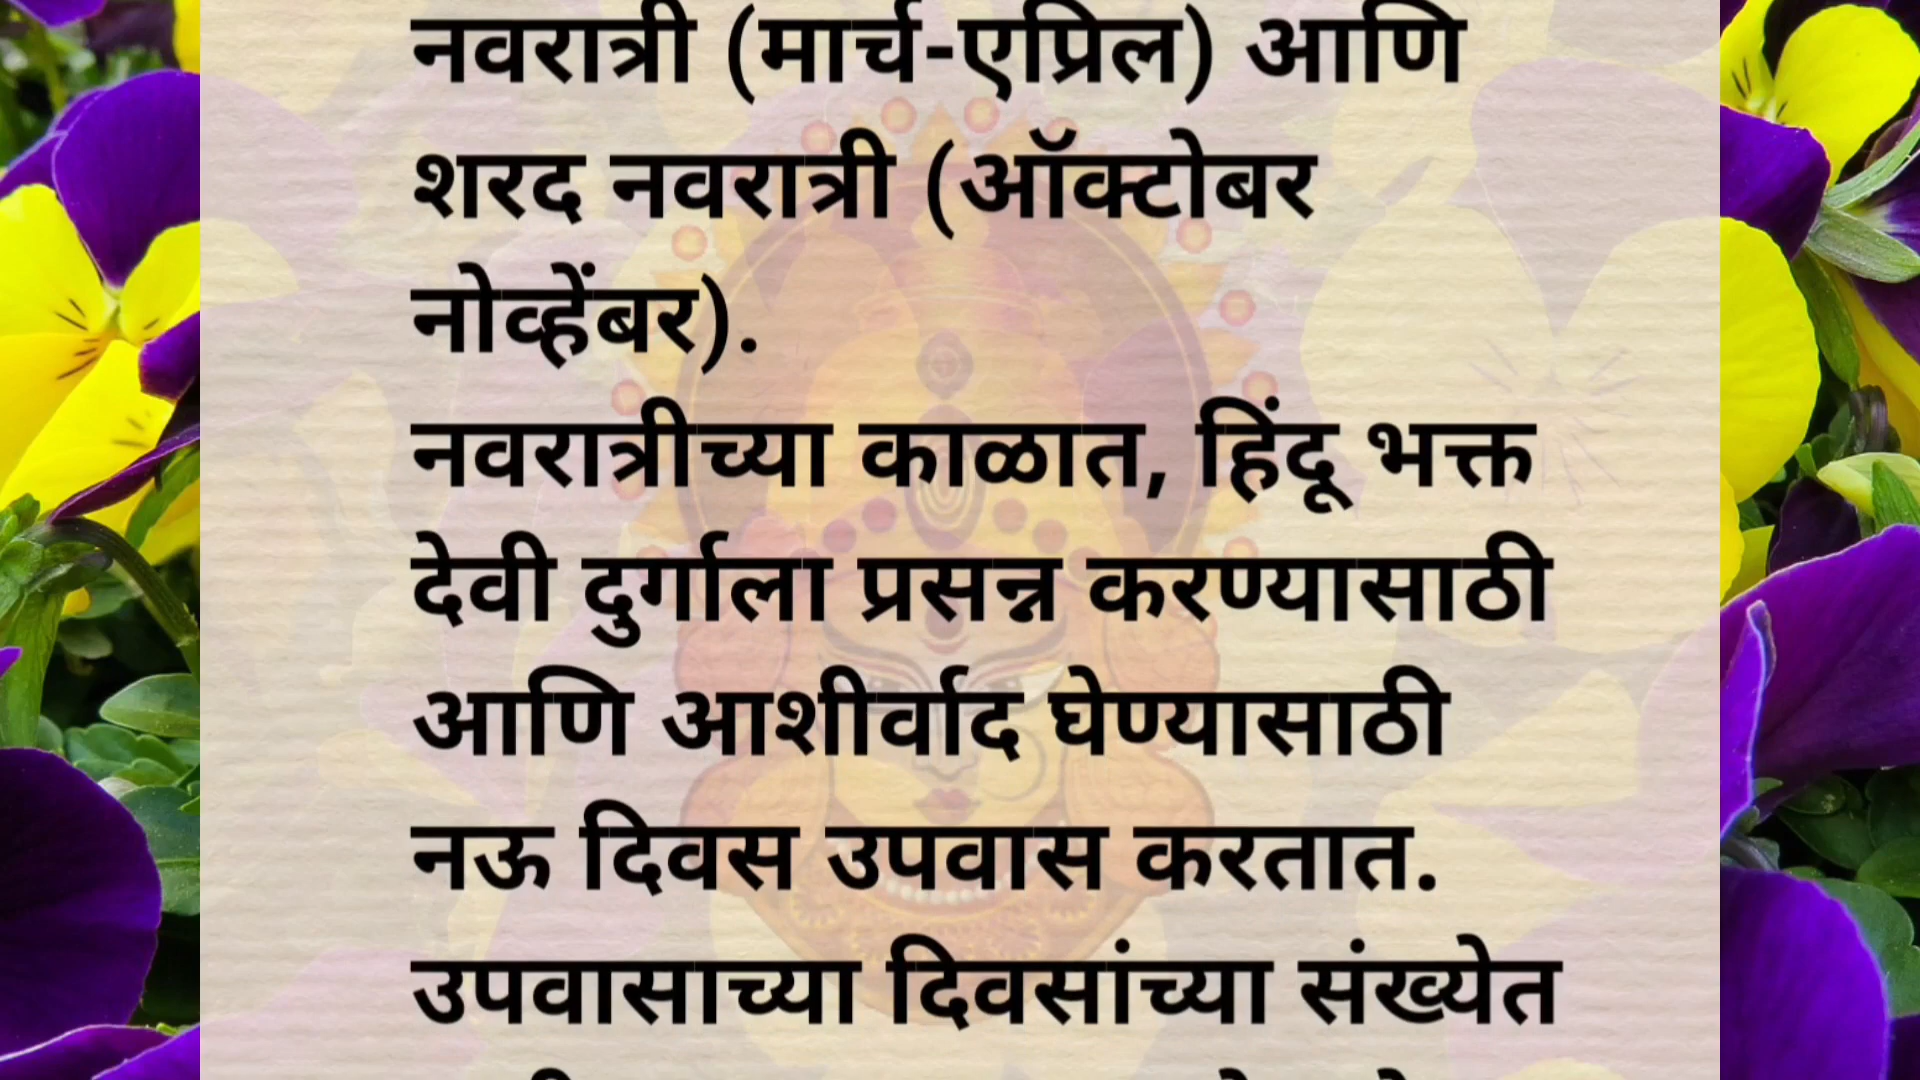 नवरात्री (मार्च-एप्रिल) आणि
शरद नवरात्री (ऑक्टोबर
नोव्हेंबर).
नवरात्रीच्या काळात, हिंदू भक्त
देवी दुर्गाला प्रसन्न करण्यासाठी
आणि आशीर्वाद घेण्यासाठी
नऊ दिवस उपवास करतात.
उपवासाच्या दिवसांच्या संख्येत